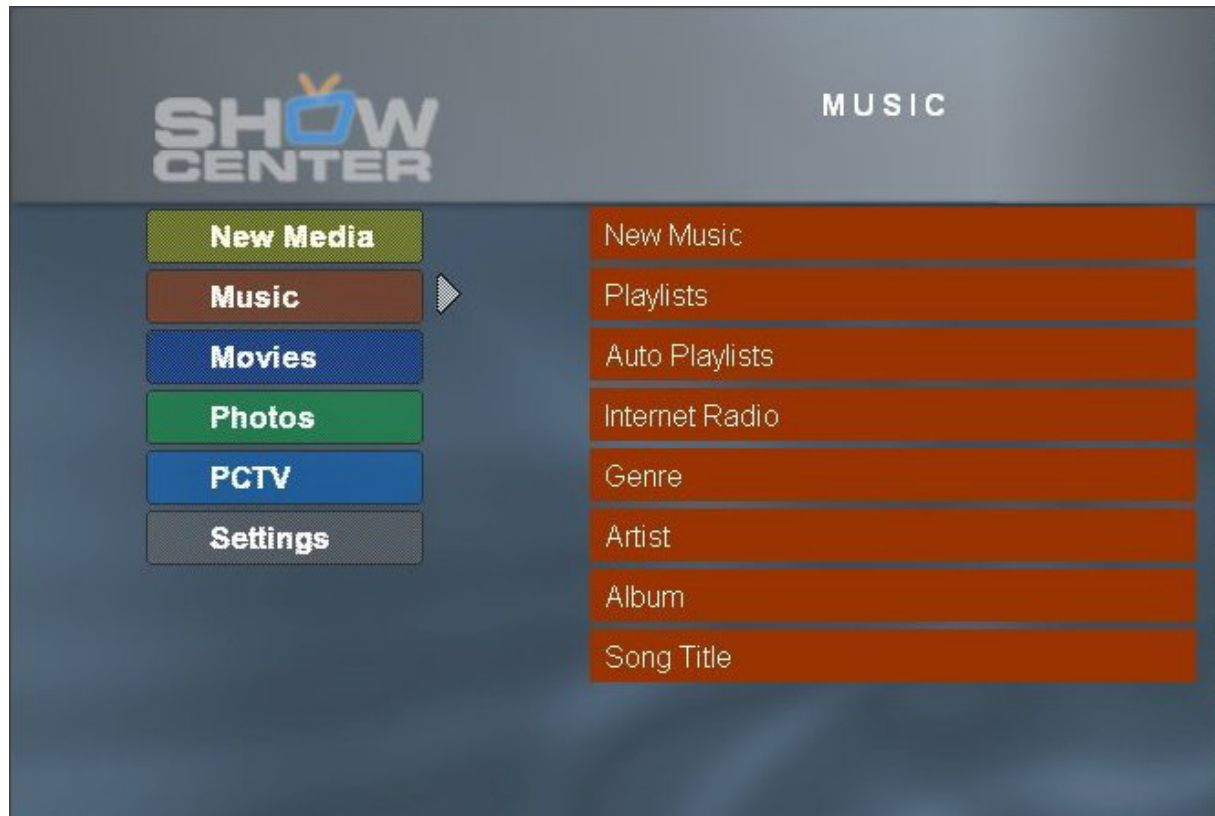 SHOW
CENTER
MUSIC
New Media
Music
Movies
Photos
PCTV
Settings
New Music
Playlists
Auto Playlists
Internet Radio
Genre
Artist
Album
Song Title